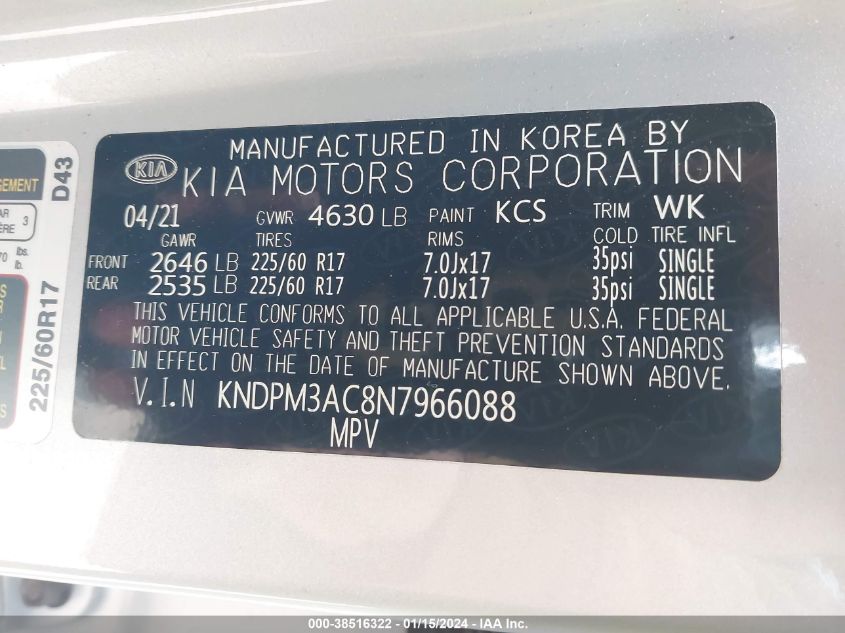 MANUFACTURED IN KOREA BY
KIA KIA MOTORS CORPORATION
04/21 GVWR 4630 LB PAINT KCS TRIM WK
GAWR TIRES RIMS COLD TIRE INFL
FRONT 2646 LB 225/60 R17 7.0Jx17 35psi SINGLE
REAR 2535 LB 225/60 R17 7.0Jx17 35psi SINGLE
THIS VEHICLE CONFORMS TO ALL APPLICABLE U.S.A. FEDERAL
MOTOR VEHICLE SAFETY AND THEFT PREVENTION STANDARDS
IN EFFECT ON THE DATE OF MANUFACTURE SHOWN ABOVE.
V.I.N KNDPM3AC8N7966088
MPV
D43
225/60R17
3
lbs.
kg.
000-38516322 - 01/15/2024 - IAAI, Inc.